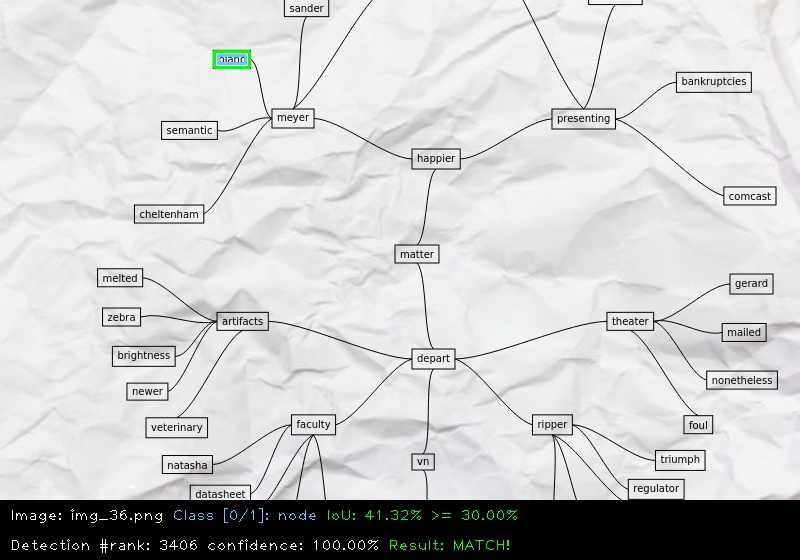 sander
piano
bankruptcies
meyer
presenting
semantic
happier
comcast
cheltenham
matter
melted
gerard
zebra
artifacts
theater
mailed
brightness
depart
nonetheless
newer
veterinary
faculty
ripper
foul
natasha
vn
triumph
datasheet
regulator
Image: img_36.png Class [0/1]: node IoU: 41.32% >= 30.00%
Detection #rank: 3406 confidence: 100.00% Result: MATCH!